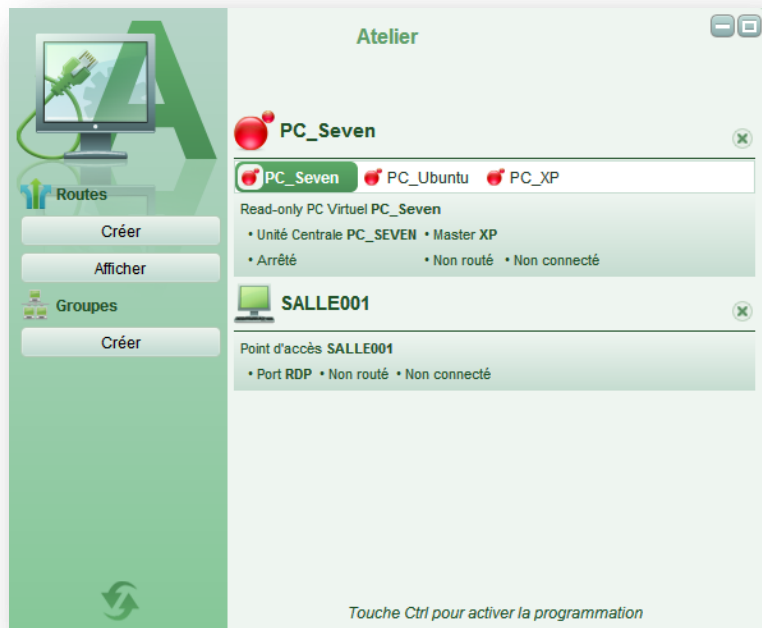 Atelier
Routes
Créer
Afficher
Groupes
Créer
PC_Seven
PC_Seven PC_Ubuntu PC_XP
Read-only PC Virtuel PC_Seven
• Unité Centrale PC_SEVEN • Master XP
• Arrêté • Non routé • Non connecté
SALLE001
Point d'accès SALLE001
• Port RDP • Non routé • Non connecté
Touche Ctrl pour activer la programmation